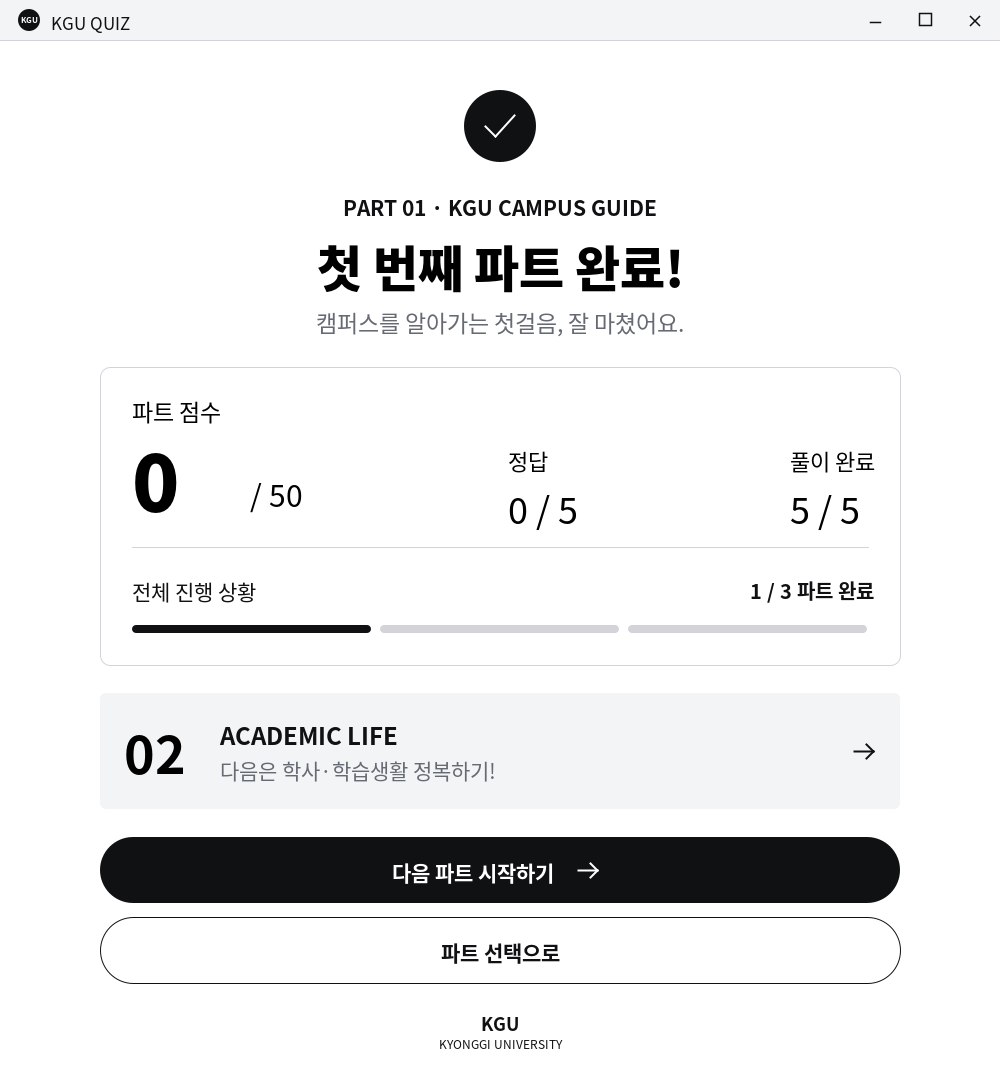 KGU KGU QUIZ
PART 01 · KGU CAMPUS GUIDE
첫 번째 파트 완료!
캠퍼스를 알아가는 첫걸음, 잘 마쳤어요.
파트 점수
0 / 50
정답
0 / 5
풀이 완료
5 / 5
전체 진행 상황
1 / 3 파트 완료
02
ACADEMIC LIFE
다음은 학사·학습생활 정복하기!
다음 파트 시작하기 →
파트 선택으로
KGU
KYONGGI UNIVERSITY